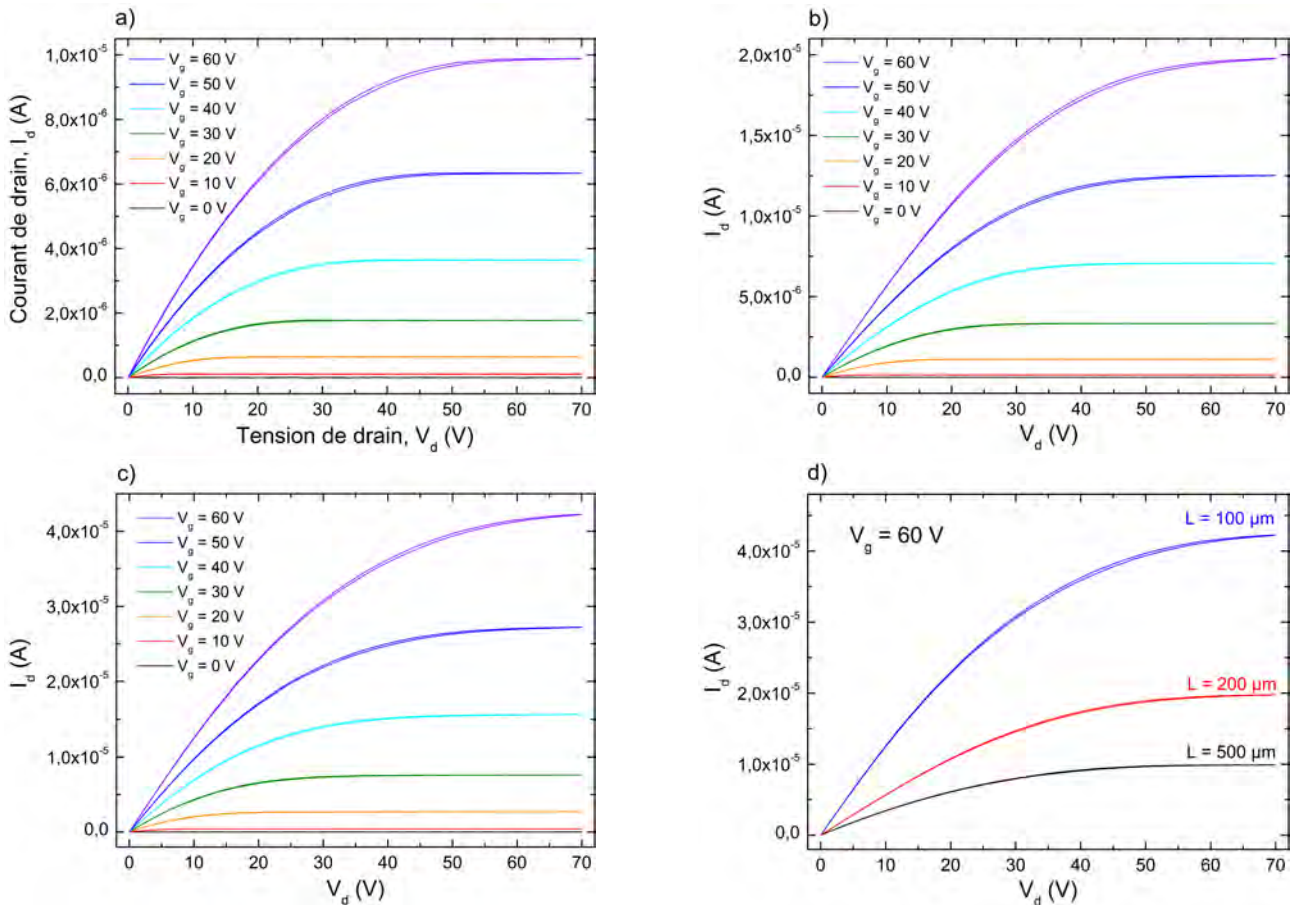 a)
Courant de drain, I_d (A)
1,0x10⁻⁵
8,0x10⁻⁶
6,0x10⁻⁶
4,0x10⁻⁶
2,0x10⁻⁶
0,0
V_g = 60 V
V_g = 50 V
V_g = 40 V
V_g = 30 V
V_g = 20 V
V_g = 10 V
V_g = 0 V
0 10 20 30 40 50 60 70
Tension de drain, V_d (V)
b)
I_d (A)
2,0x10⁻⁵
1,5x10⁻⁵
1,0x10⁻⁵
5,0x10⁻⁶
0,0
V_g = 60 V
V_g = 50 V
V_g = 40 V
V_g = 30 V
V_g = 20 V
V_g = 10 V
V_g = 0 V
0 10 20 30 40 50 60 70
V_d (V)
c)
I_d (A)
4,0x10⁻⁵
3,0x10⁻⁵
2,0x10⁻⁵
1,0x10⁻⁵
0,0
V_g = 60 V
V_g = 50 V
V_g = 40 V
V_g = 30 V
V_g = 20 V
V_g = 10 V
V_g = 0 V
0 10 20 30 40 50 60 70
V_d (V)
d)
I_d (A)
4,0x10⁻⁵
3,0x10⁻⁵
2,0x10⁻⁵
1,0x10⁻⁵
0,0
V_g = 60 V
L = 100 µm
L = 200 µm
L = 500 µm
0 10 20 30 40 50 60 70
V_d (V)